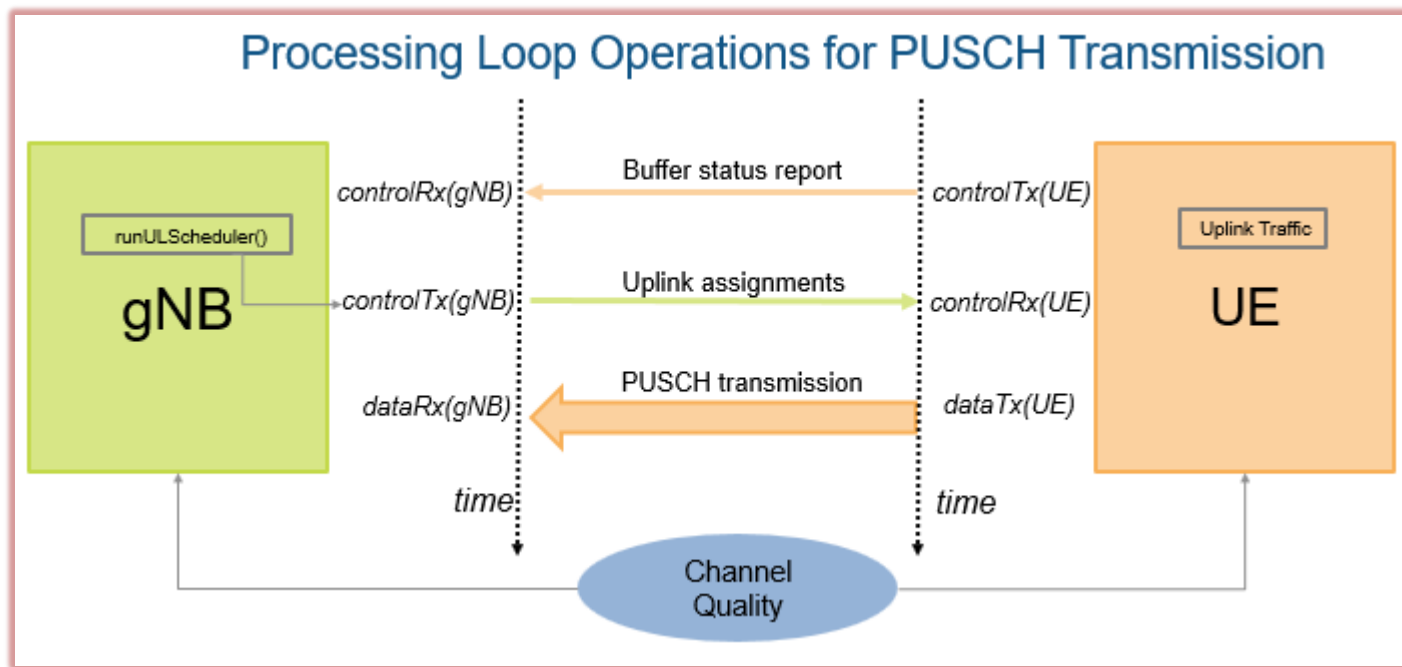 Processing Loop Operations for PUSCH Transmission
Buffer status report
controlRx(gNB)
controlTx(UE)
runULScheduler()
Uplink Traffic
gNB
UE
Uplink assignments
controlTx(gNB)
controlRx(UE)
PUSCH transmission
dataRx(gNB)
dataTx(UE)
time
time
Channel
Quality